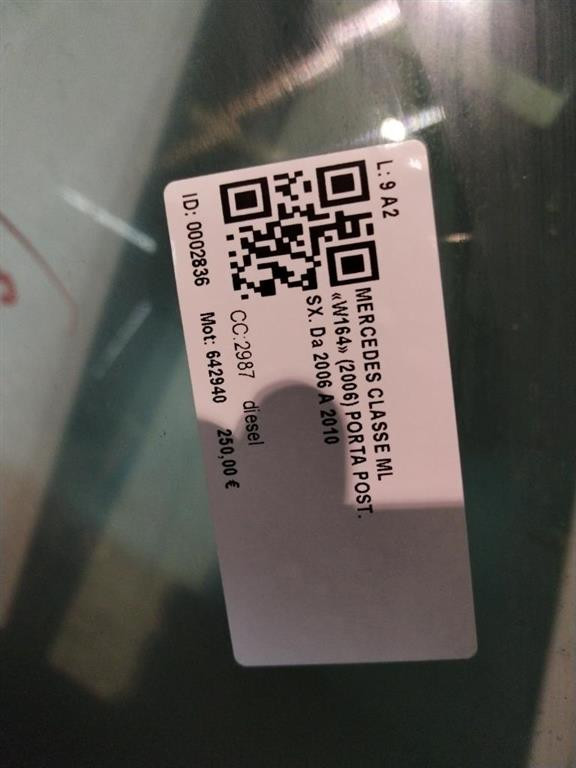 L: 9 A2
MERCEDES CLASSE ML
«W164» (2006) PORTA POST.
SX. Da 2006 A 2010
CC:2987 diesel
ID: 0002836 Mot: 642940 250,00 €